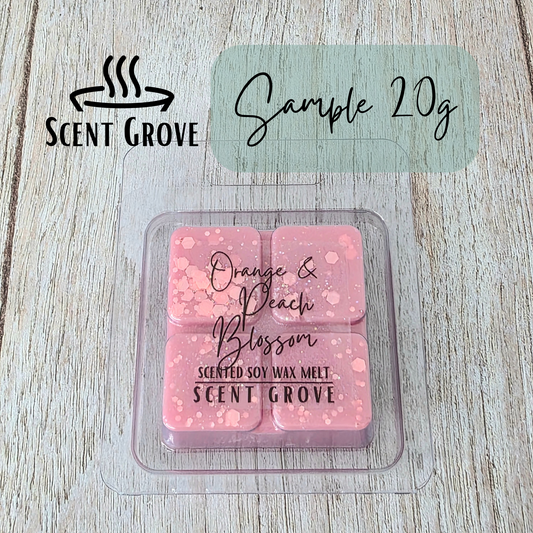 SCENT GROVE
Sample 20g
Orange &
Peach
Blossom
SCENTED SOY WAX MELT
SCENT GROVE